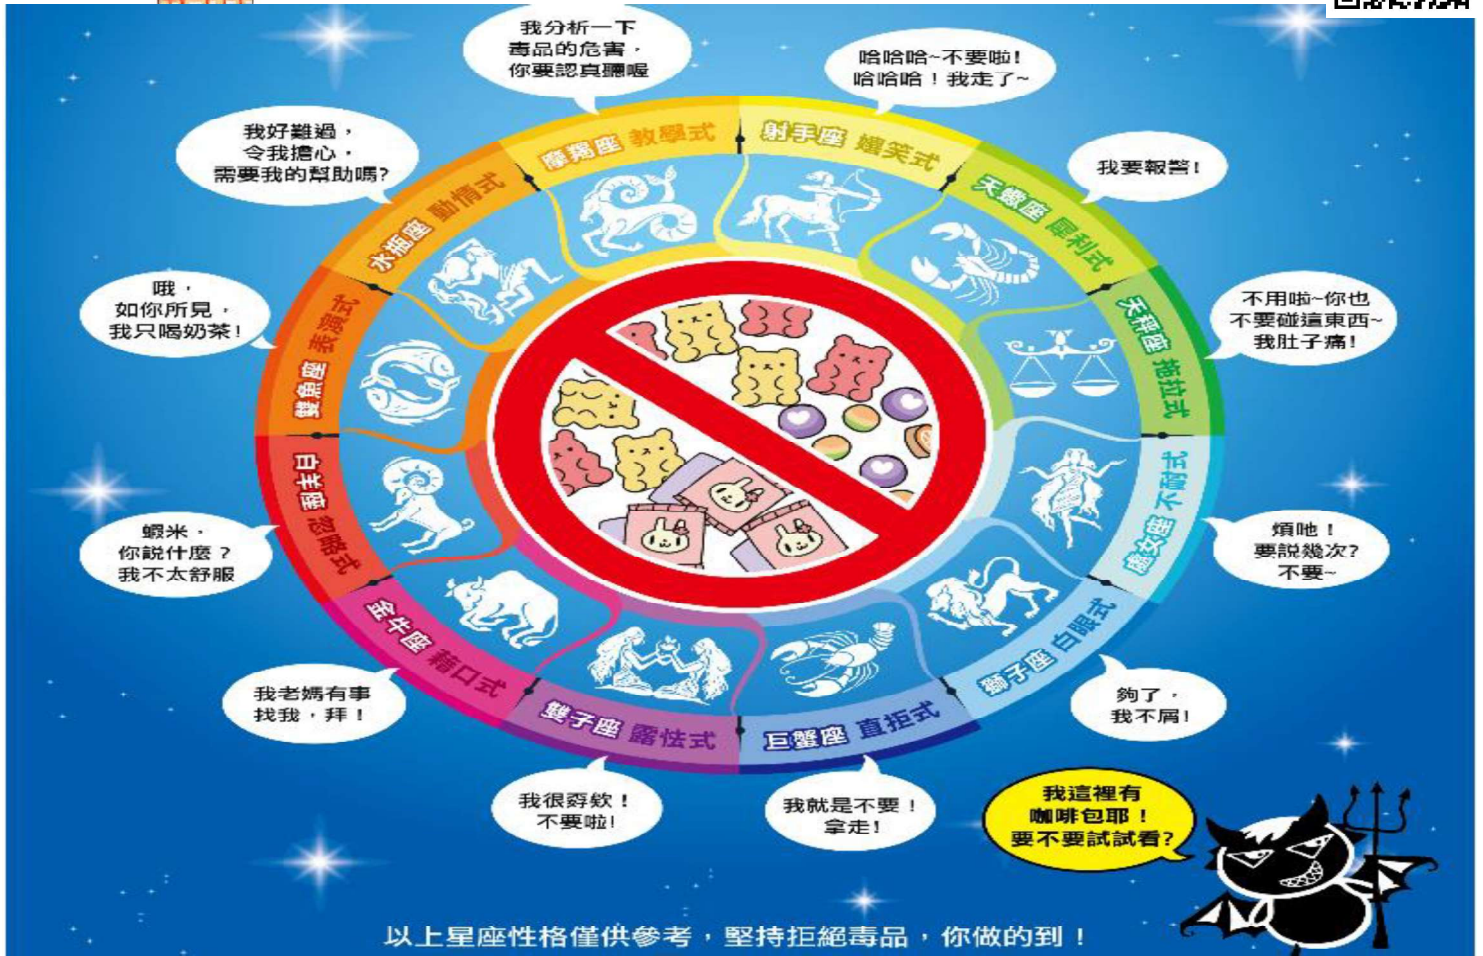 我分析一下
毒品的危害，
你要認真聽喔
哈哈哈~不要啦!
哈哈哈！我走了~
我好難過，
令我擔心，
需要我的幫助嗎?
我要報警!
摩羯座 教學式
射手座 嬉笑式
天蠍座 犀利式
水瓶座 動情式
哦，
如你所見，
我只喝奶茶!
不用啦~你也
不要碰這東西~
我肚子痛!
雙魚座 表演式
天秤座 拖拉式
蝦米，
你説什麼？
我不太舒服
牡羊座 忽略式
處女座 不耐式
煩吔！
要説幾次?
不要~
金牛座 藉口式
獅子座 白眼式
我老媽有事
找我，拜！
夠了，
我不屑!
雙子座 露怯式
巨蟹座 直拒式
我很孬欸！
不要啦!
我就是不要！
拿走!
我這裡有
咖啡包耶！
要不要試試看?
以上星座性格僅供參考，堅持拒絕毒品，你做的到！